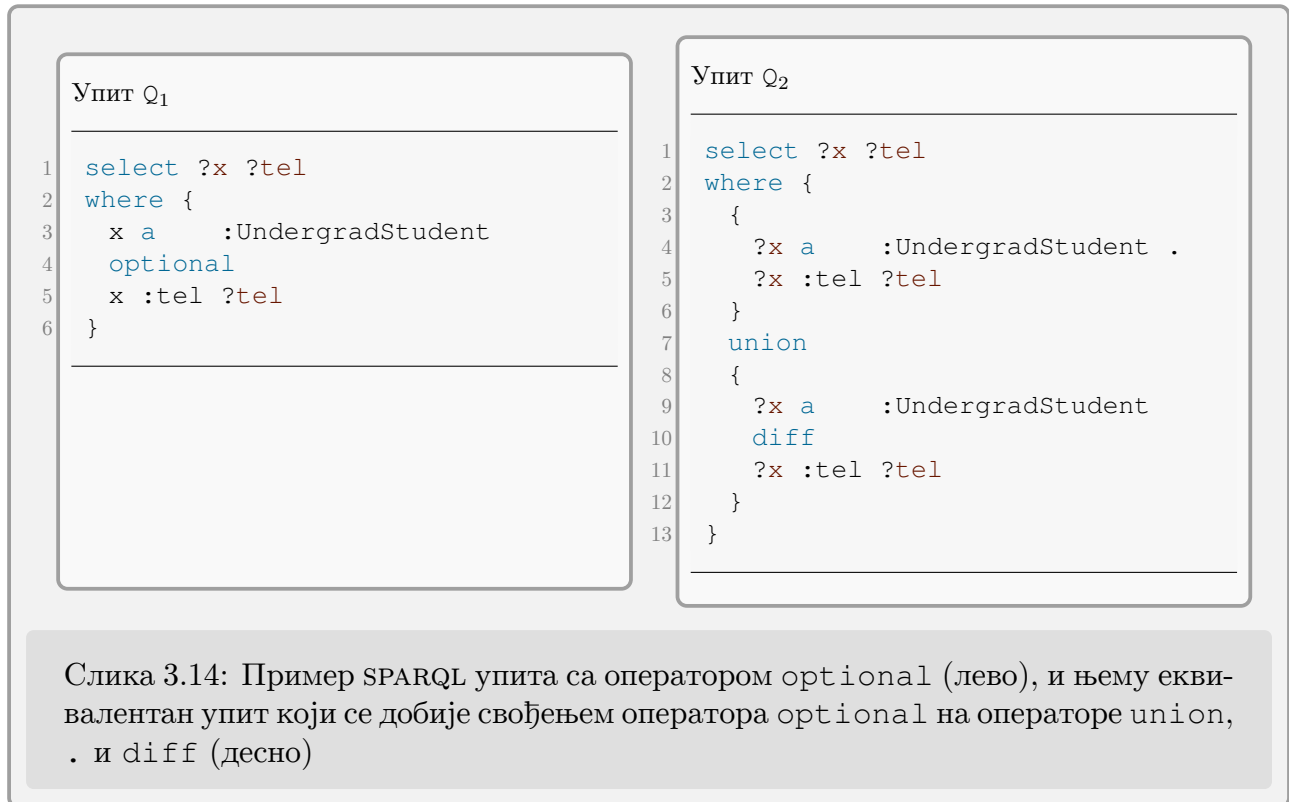 Упит Q₁
1 select ?x ?tel
2 where {
3   x a     :UndergradStudent
4   optional
5   x :tel ?tel
6 }
Упит Q₂
1 select ?x ?tel
2 where {
3   {
4     ?x a     :UndergradStudent .
5     ?x :tel ?tel
6   }
7   union
8   {
9     ?x a     :UndergradStudent
10     diff
11     ?x :tel ?tel
12   }
13 }
Слика 3.14: Пример SPARQL упита са оператором optional (лево), и њему екви-
валентан упит који се добије свођењем оператора optional на операторе union,
. и diff (десно)